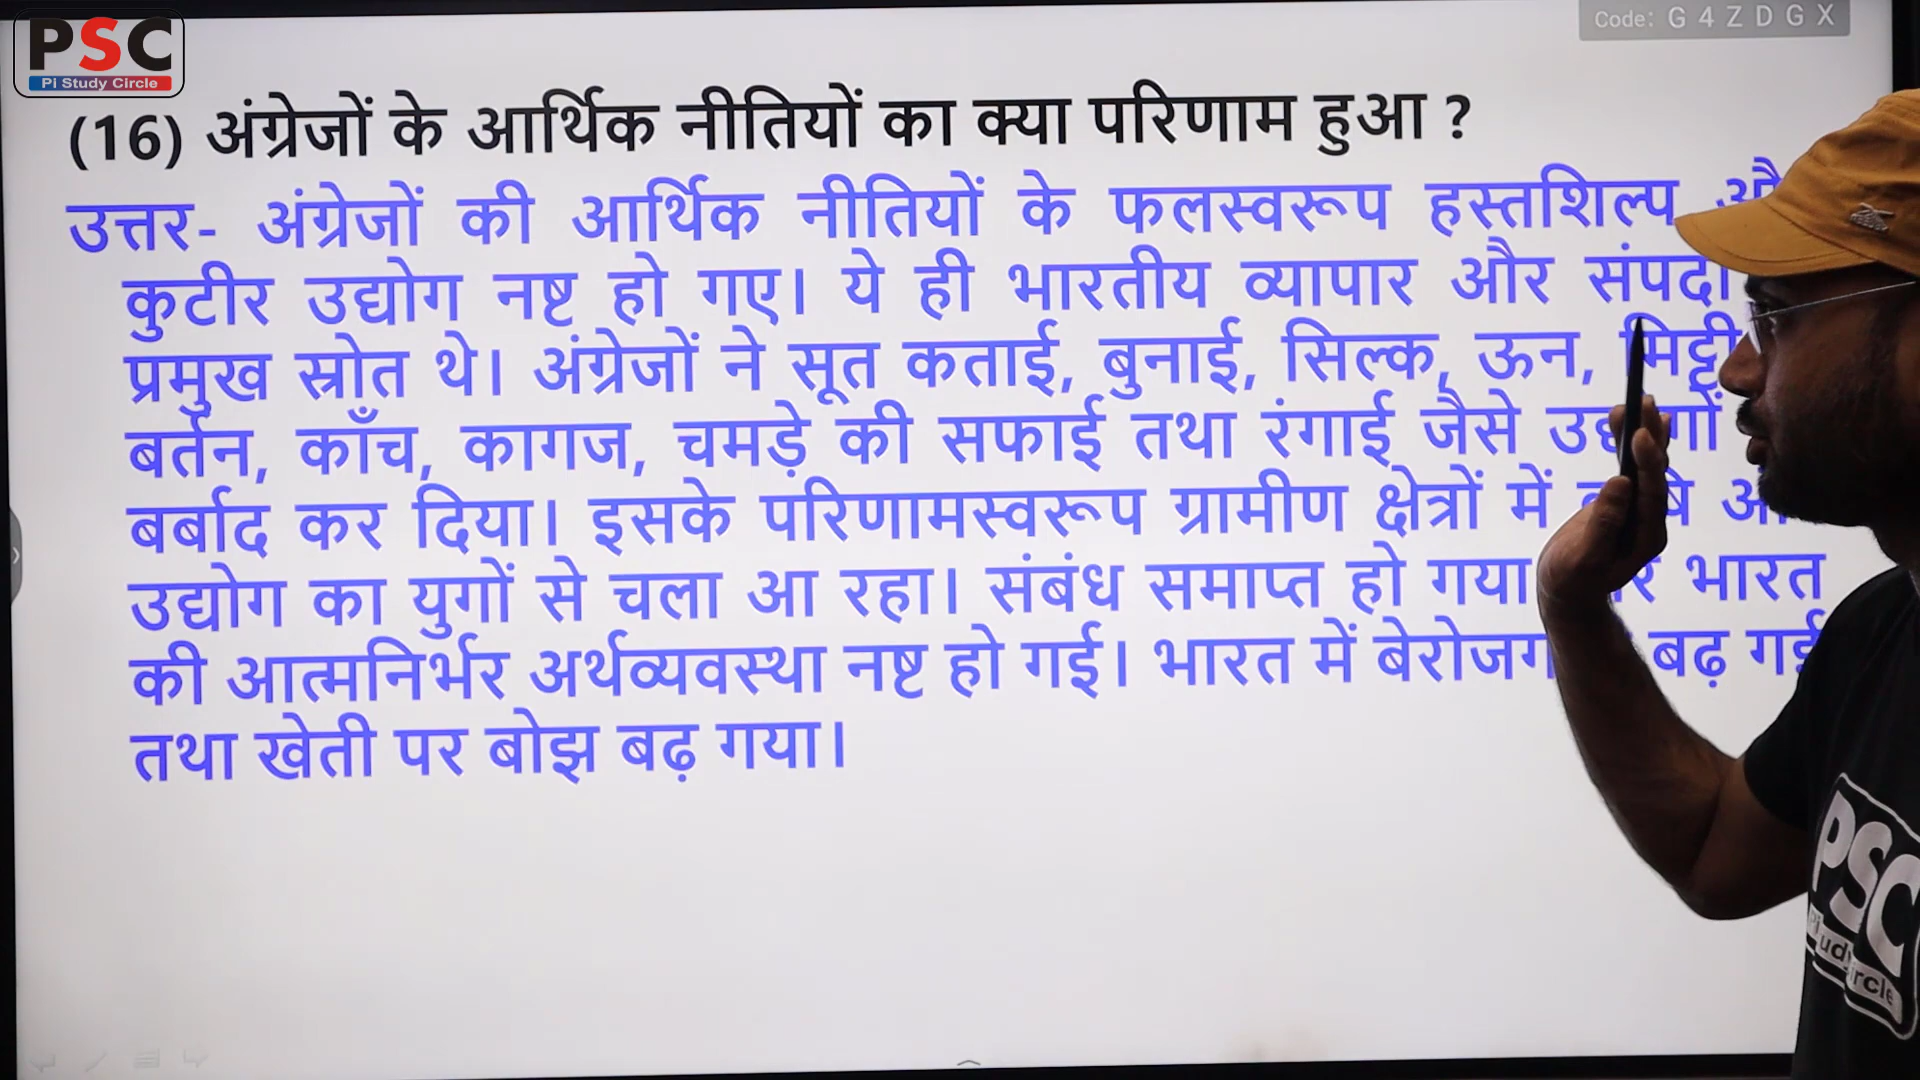 PSC
Pi Study Circle
Code: G 4 Z D G X
(16) अंग्रेजों के आर्थिक नीतियों का क्या परिणाम हुआ ?
उत्तर- अंग्रेजों की आर्थिक नीतियों के फलस्वरूप हस्तशिल्प
कुटीर उद्योग नष्ट हो गए। ये ही भारतीय व्यापार और संपदा
प्रमुख स्रोत थे। अंग्रेजों ने सूत कताई, बुनाई, सिल्क, ऊन, मिट्टी
बर्तन, काँच, कागज, चमड़े की सफाई तथा रंगाई जैसे
बर्बाद कर दिया। इसके परिणामस्वरूप ग्रामीण क्षेत्रों में
उद्योग का युगों से चला आ रहा। संबंध समाप्त हो गया भारत
की आत्मनिर्भर अर्थव्यवस्था नष्ट हो गई। भारत में बढ़ गई
तथा खेती पर बोझ बढ़ गया।
PSC